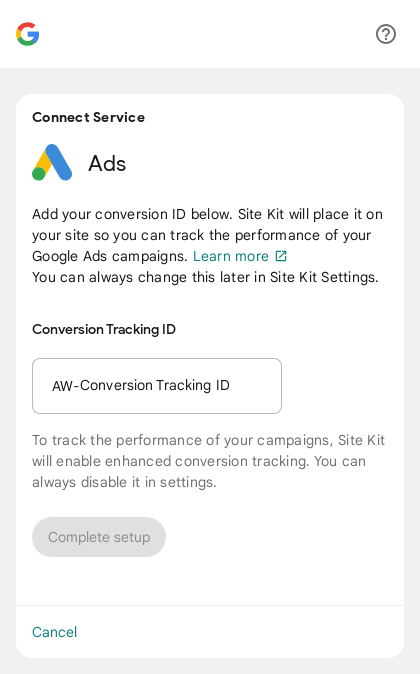 Connect Service
Ads
Add your conversion ID below. Site Kit will place it on
your site so you can track the performance of your
Google Ads campaigns. Learn more
You can always change this later in Site Kit Settings.
Conversion Tracking ID
AW-Conversion Tracking ID
To track the performance of your campaigns, Site Kit
will enable enhanced conversion tracking. You can
always disable it in settings.
Complete setup
Cancel